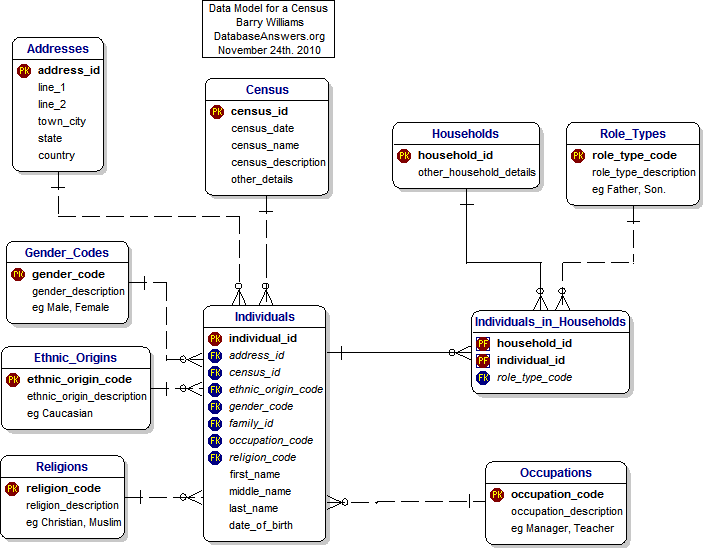 Data Model for a Census
Barry Williams
DatabaseAnswers.org
November 24th. 2010
Addresses
PK address_id
line_1
line_2
town_city
state
country
Census
PK census_id
census_date
census_name
census_description
other_details
Households
PK household_id
other_household_details
Role_Types
PK role_type_code
role_type_description
eg Father, Son.
Gender_Codes
PK gender_code
gender_description
eg Male, Female
Ethnic_Origins
PK ethnic_origin_code
ethnic_origin_description
eg Caucasian
Religions
PK religion_code
religion_description
eg Christian, Muslim
Individuals
PK individual_id
Fk address_id
Fk census_id
Fk ethnic_origin_code
Fk gender_code
Fk family_id
Fk occupation_code
Fk religion_code
first_name
middle_name
last_name
date_of_birth
Individuals_in_Households
PF household_id
PF individual_id
Fk role_type_code
Occupations
PK occupation_code
occupation_description
eg Manager, Teacher